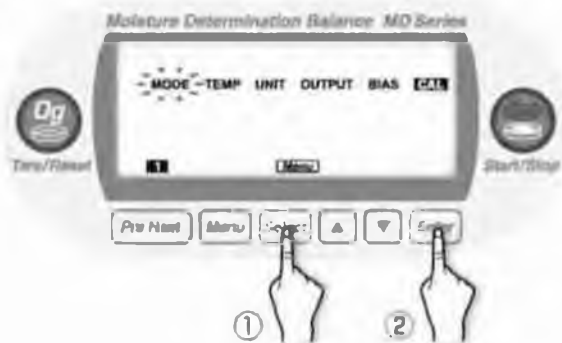 Moisture Determination Balance MD Series
MODE TEMP UNIT OUTPUT BIAS CAL
0g
Tare/Reset
Start/Stop
1
Menu
Pre Heat Menu Select ▲ ▼ Enter
① ②